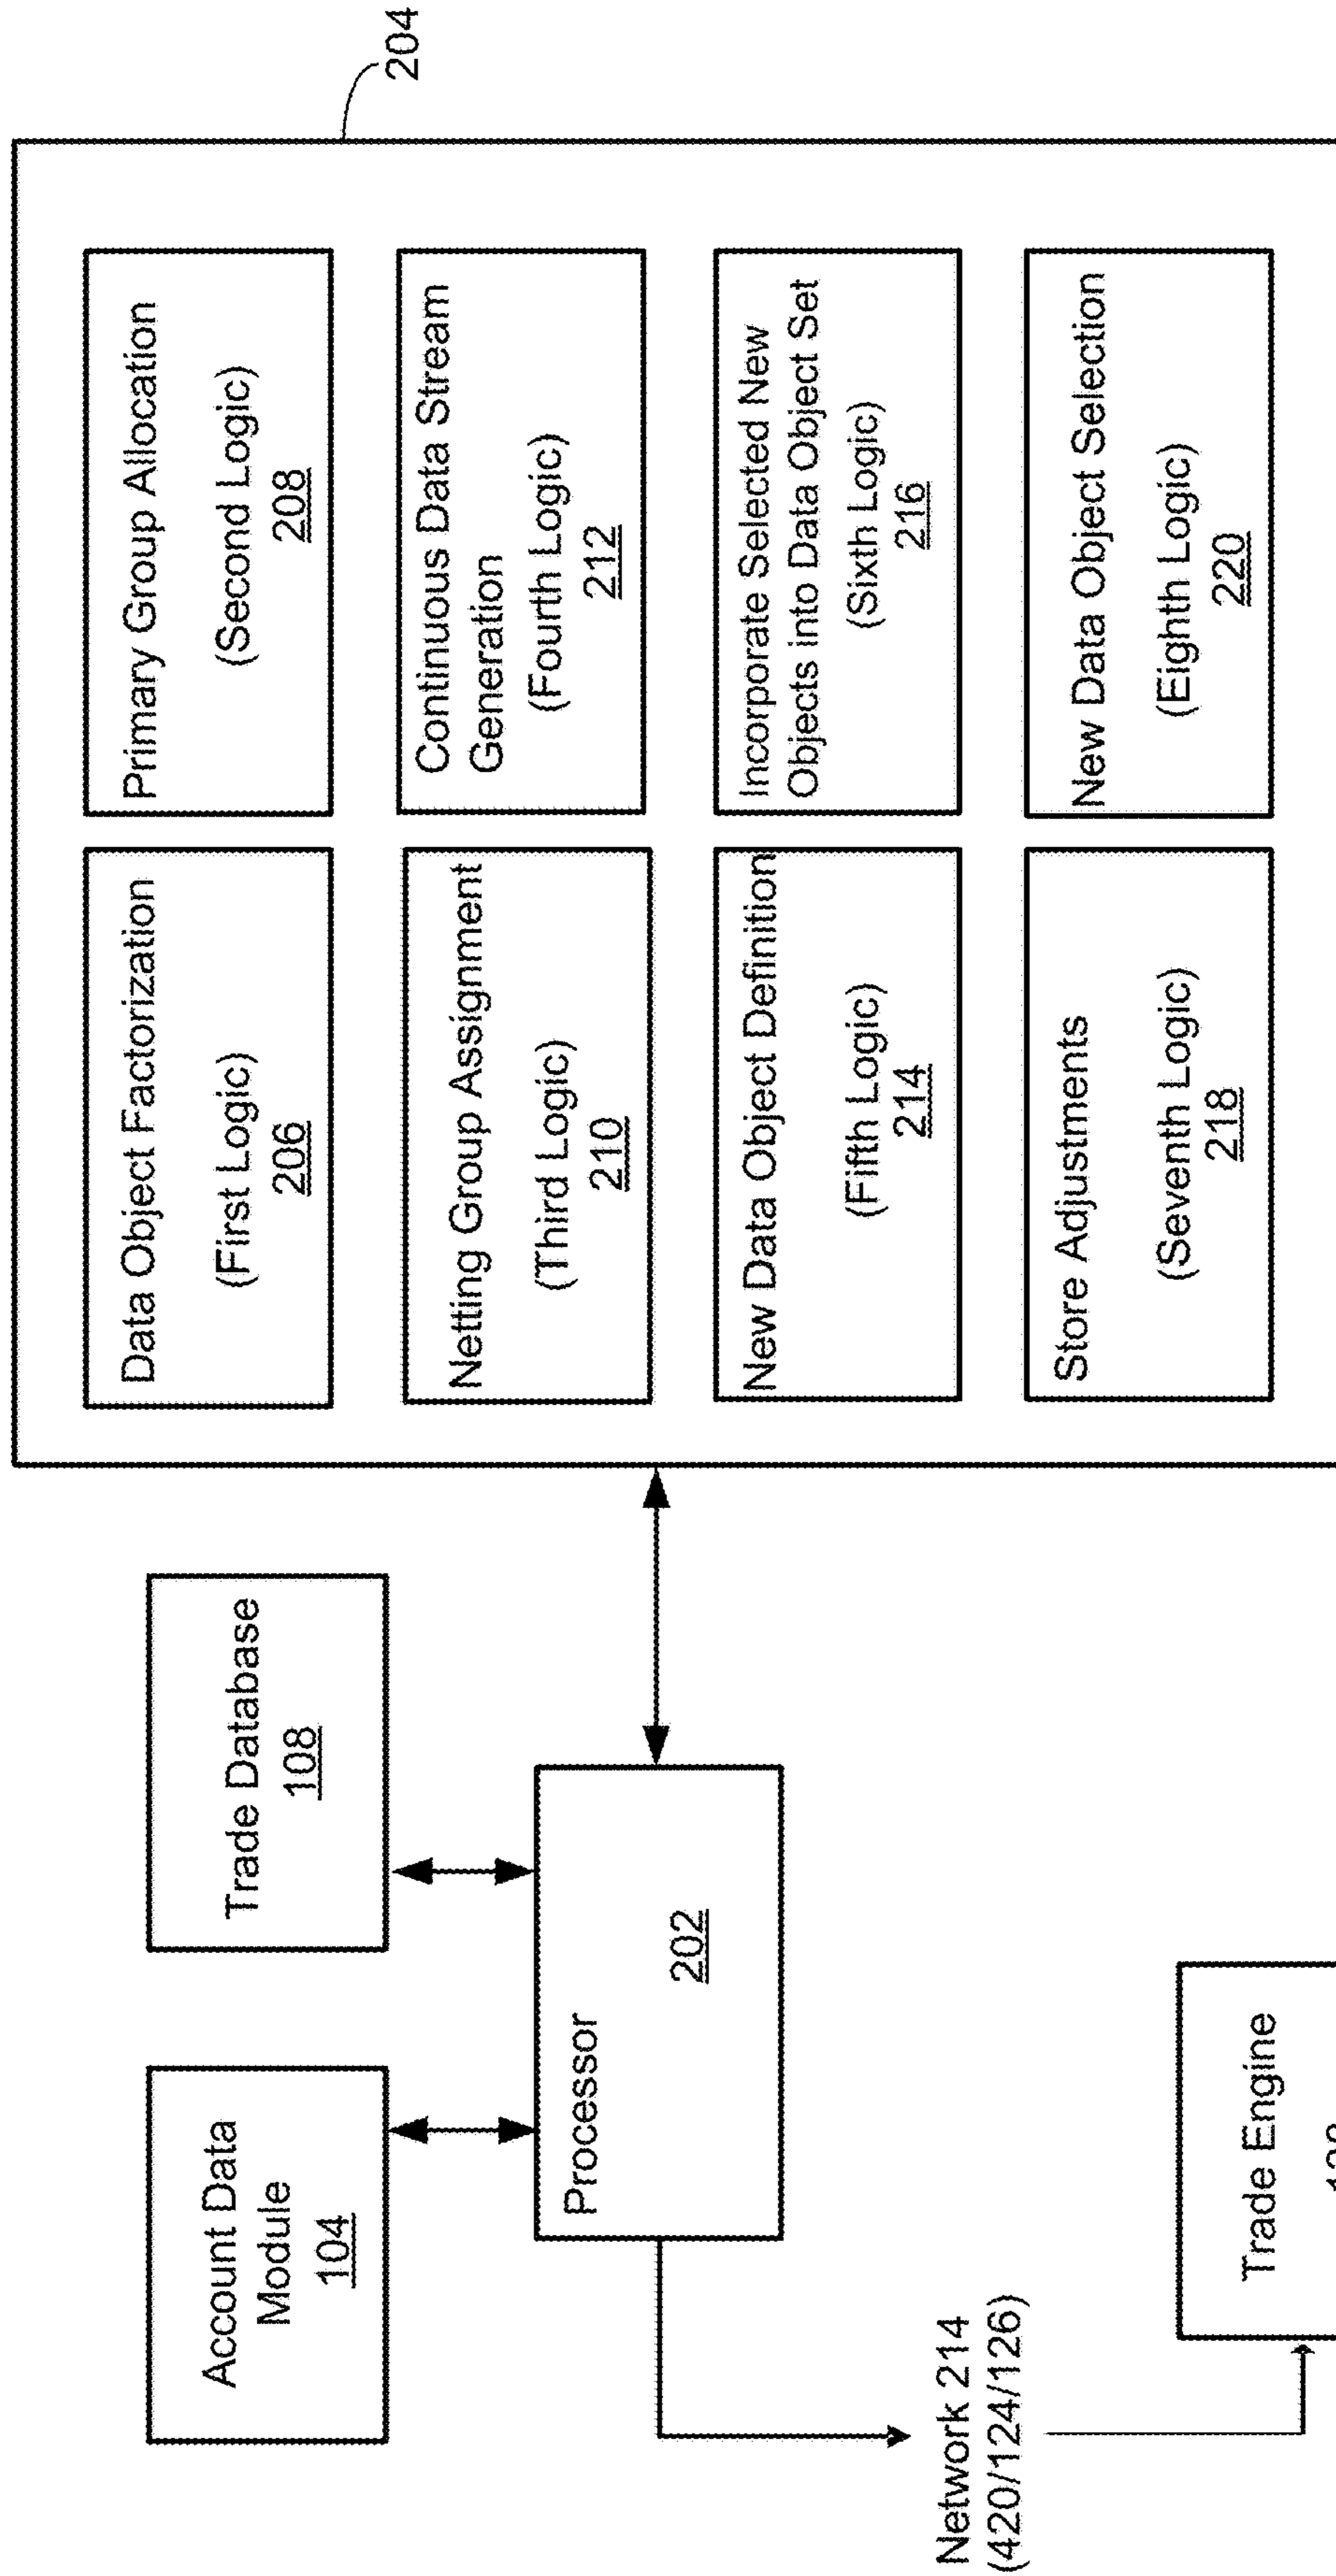 204
Data Object Factorization
(First Logic)
206
Primary Group Allocation
(Second Logic)
208
Netting Group Assignment
(Third Logic)
210
Continuous Data Stream
Generation
(Fourth Logic)
212
New Data Object Definition
(Fifth Logic)
214
Incorporate Selected New
Objects into Data Object Set
(Sixth Logic)
216
Store Adjustments
(Seventh Logic)
218
New Data Object Selection
(Eighth Logic)
220
Account Data
Module
104
Trade Database
108
Processor
202
Network 214
(420/124/126)
Trade Engine